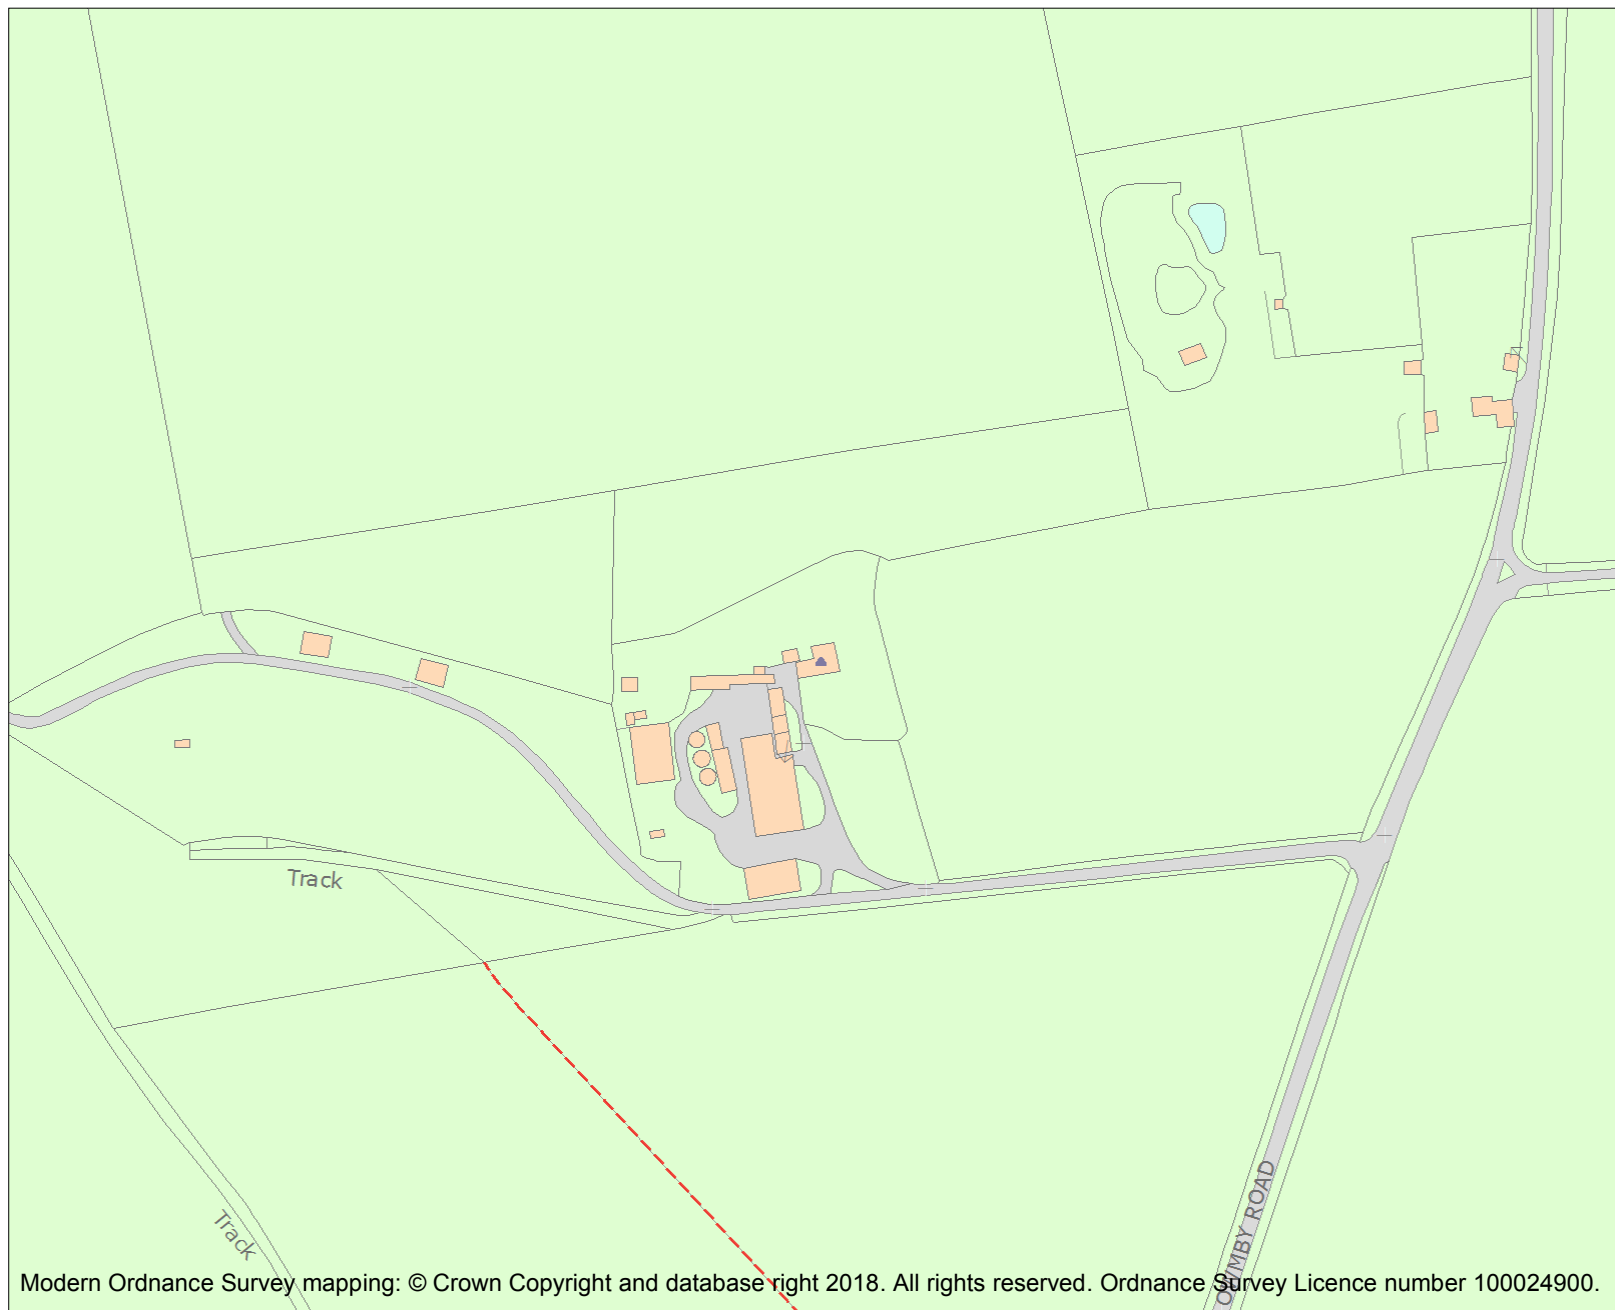 Track
Track
OWMBY ROAD
Modern Ordnance Survey mapping: © Crown Copyright and database right 2018. All rights reserved. Ordnance Survey Licence number 100024900.